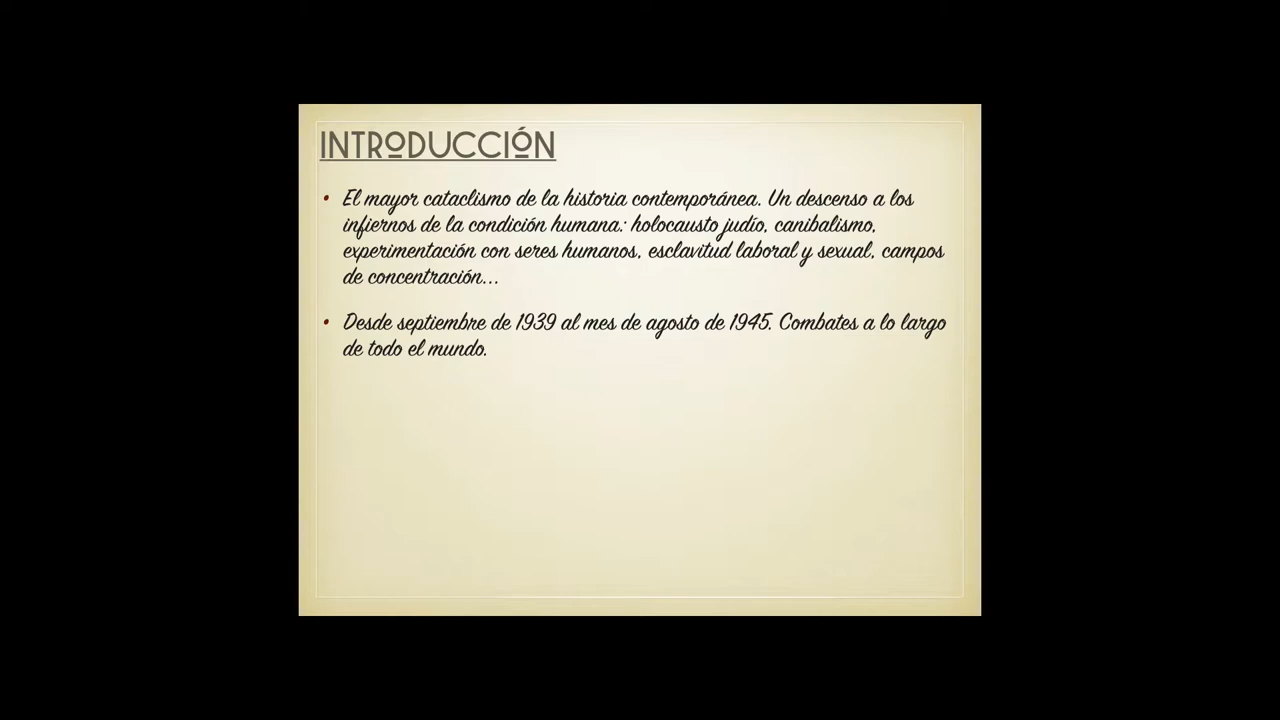 INTRODUCCIÓN
• El mayor cataclismo de la historia contemporánea. Un descenso a los
infiernos de la condición humana: holocausto judío, canibalismo,
experimentación con seres humanos, esclavitud laboral y sexual, campos
de concentración...
• Desde septiembre de 1939 al mes de agosto de 1945. Combates a lo largo
de todo el mundo.